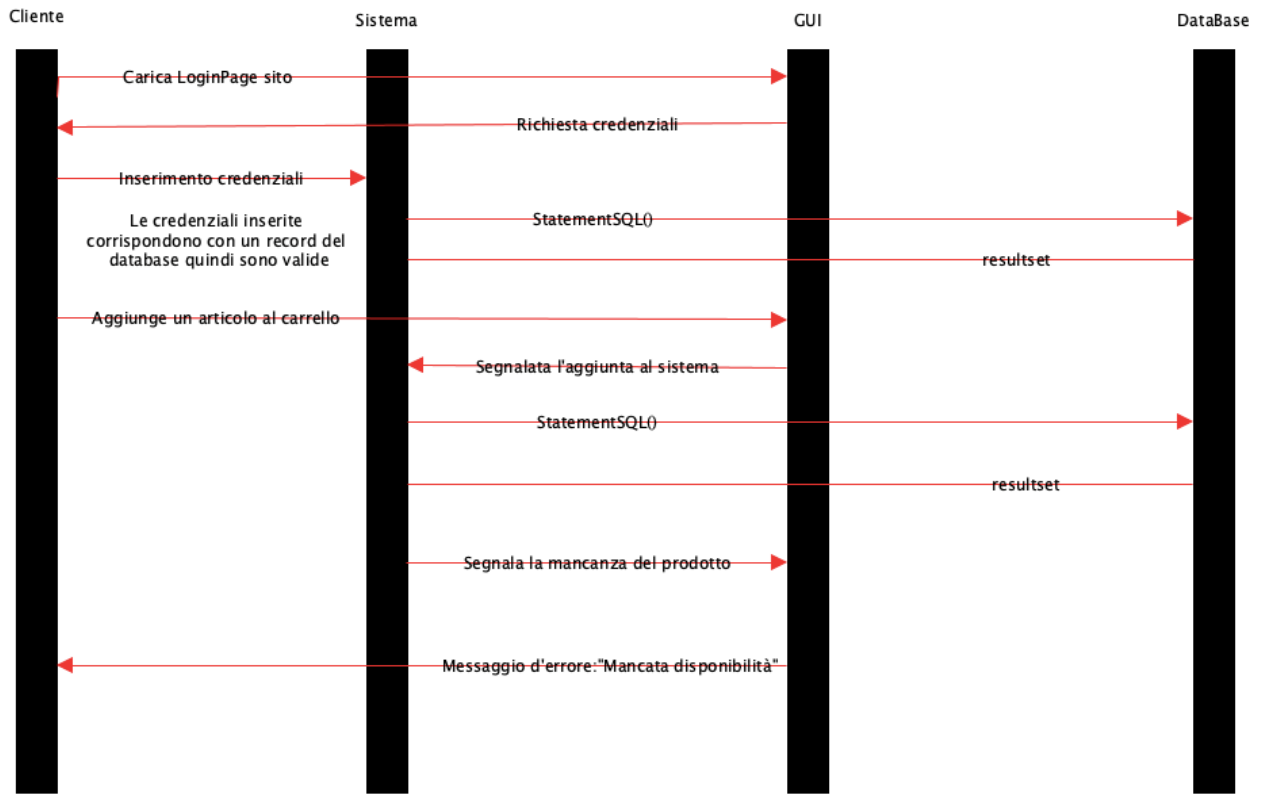 Cliente
Sistema
GUI
DataBase
Carica LoginPage sito
Richiesta credenziali
Inserimento credenziali
Le credenziali inserite
corrispondono con un record del
database quindi sono valide
StatementSQL()
resultset
Aggiunge un articolo al carrello
Segnalata l'aggiunta al sistema
StatementSQL()
resultset
Segnala la mancanza del prodotto
Messaggio d'errore:"Mancata disponibilità"